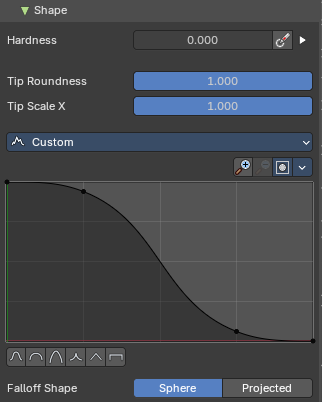 Shape
Hardness 0.000
Tip Roundness 1.000
Tip Scale X 1.000
Custom
Falloff Shape Sphere Projected